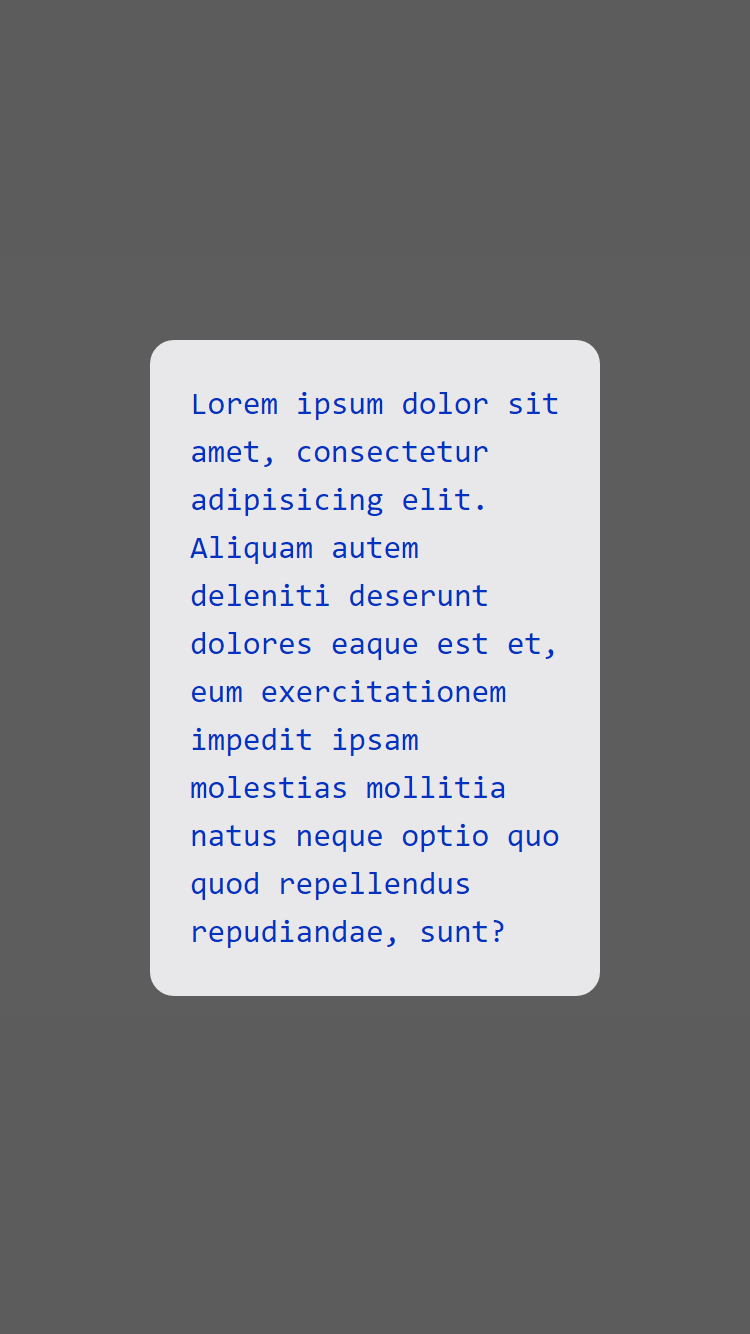 Lorem ipsum dolor sit
amet, consectetur
adipisicing elit.
Aliquam autem
deleniti deserunt
dolores eaque est et,
eum exercitationem
impedit ipsam
molestias mollitia
natus neque optio quo
quod repellendus
repudiandae, sunt?